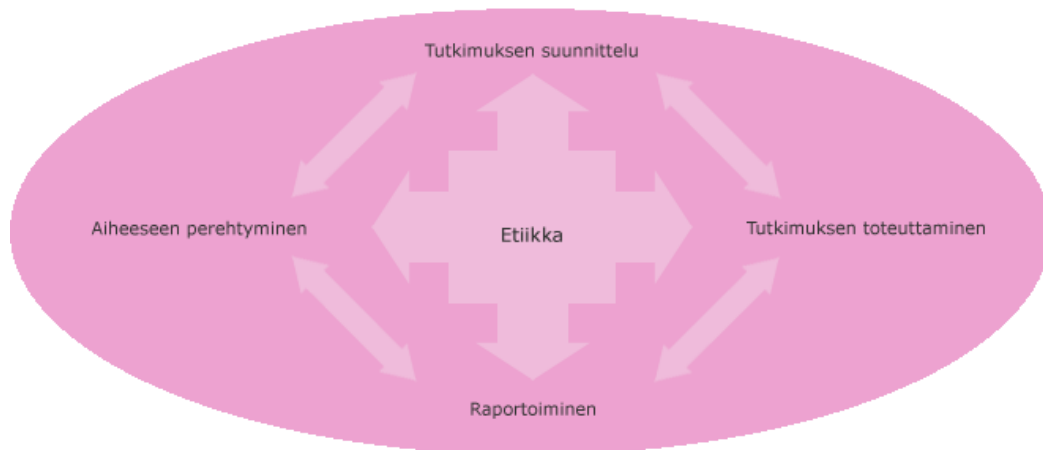 Tutkimuksen suunnittelu
Aiheeseen perehtyminen
Etiikka
Tutkimuksen toteuttaminen
Raportoiminen